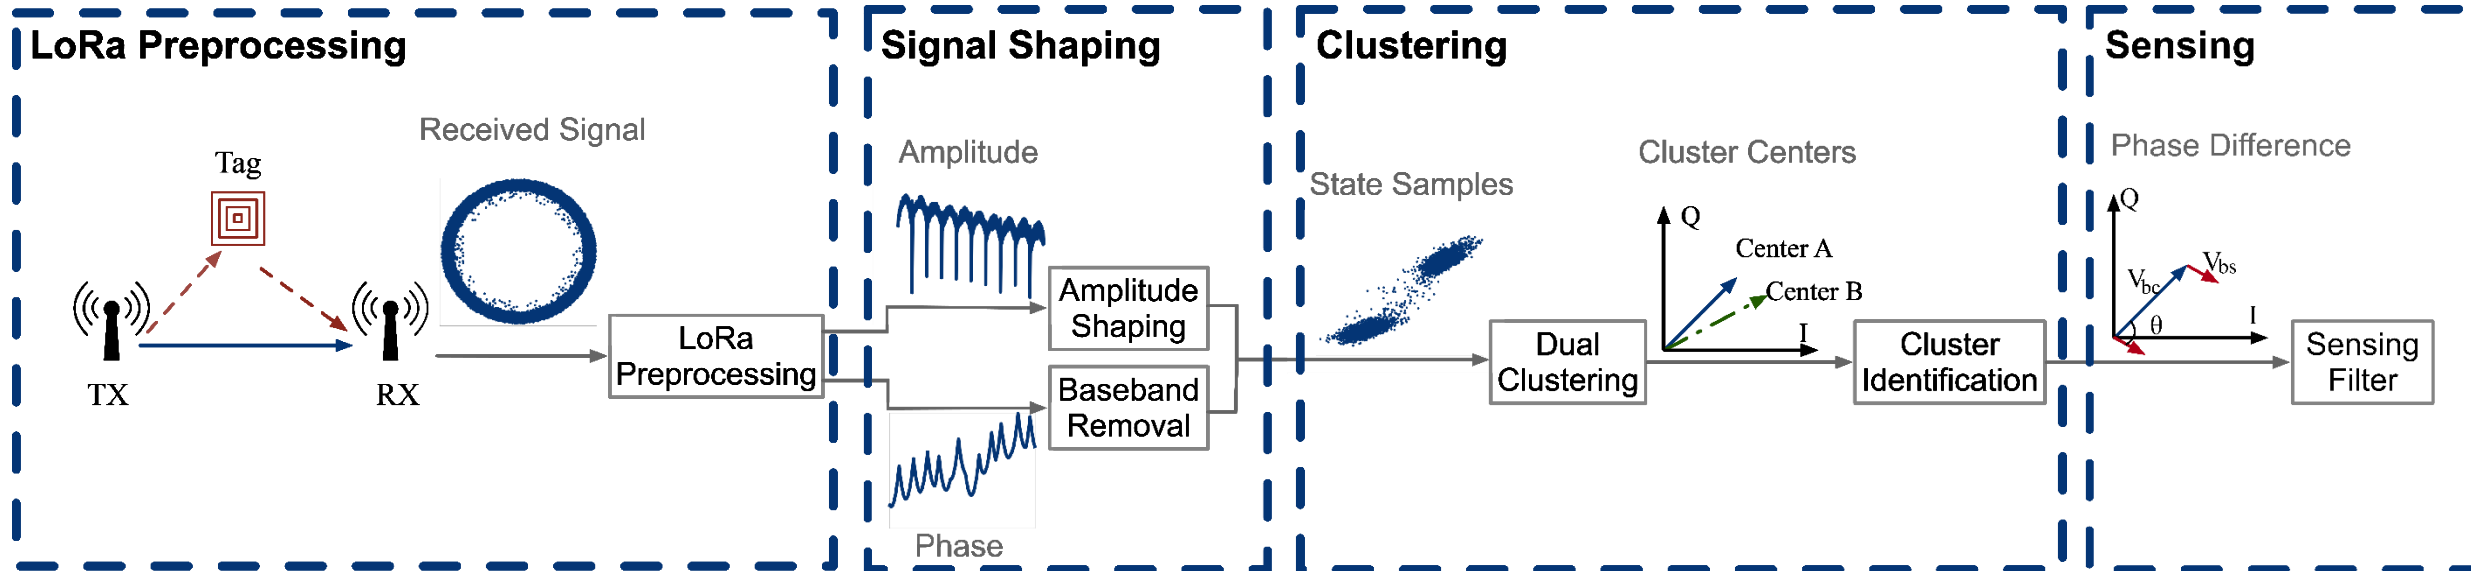 LoRa Preprocessing
Received Signal
Tag
TX
RX
LoRa
Preprocessing
Signal Shaping
Amplitude
Amplitude
Shaping
Baseband
Removal
Phase
Clustering
State Samples
Dual
Clustering
Cluster Centers
Q
Center A
Center B
I
Cluster
Identification
Sensing
Phase Difference
Q
Vbs
Vbc
θ
I
Sensing
Filter